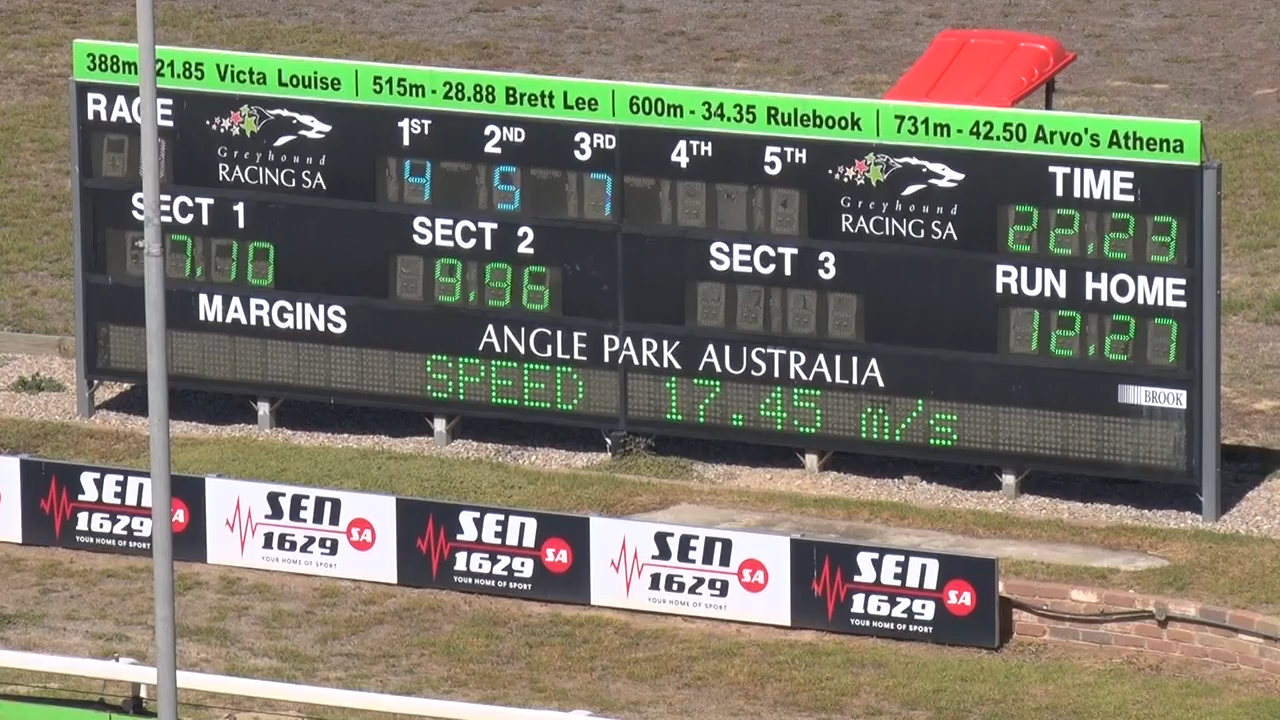 388m - 21.85 Victa Louise | 515m - 28.88 Brett Lee | 600m - 34.35 Rulebook | 731m - 42.50 Arvo's Athena
RACE
Greyhound
RACING SA
1ST 2ND 3RD 4TH 5TH
4 5 7
Greyhound
RACING SA
TIME
22.23
SECT 1
7.10
SECT 2
9.96
SECT 3
RUN HOME
12.27
MARGINS
ANGLE PARK AUSTRALIA
SPEED 17.45 m/s
BROOK
SEN
1629
SA
YOUR HOME OF SPORT
SEN
1629
SA
YOUR HOME OF SPORT
SEN
1629
SA
YOUR HOME OF SPORT
SEN
1629
SA
YOUR HOME OF SPORT
SEN
1629
SA
YOUR HOME OF SPORT